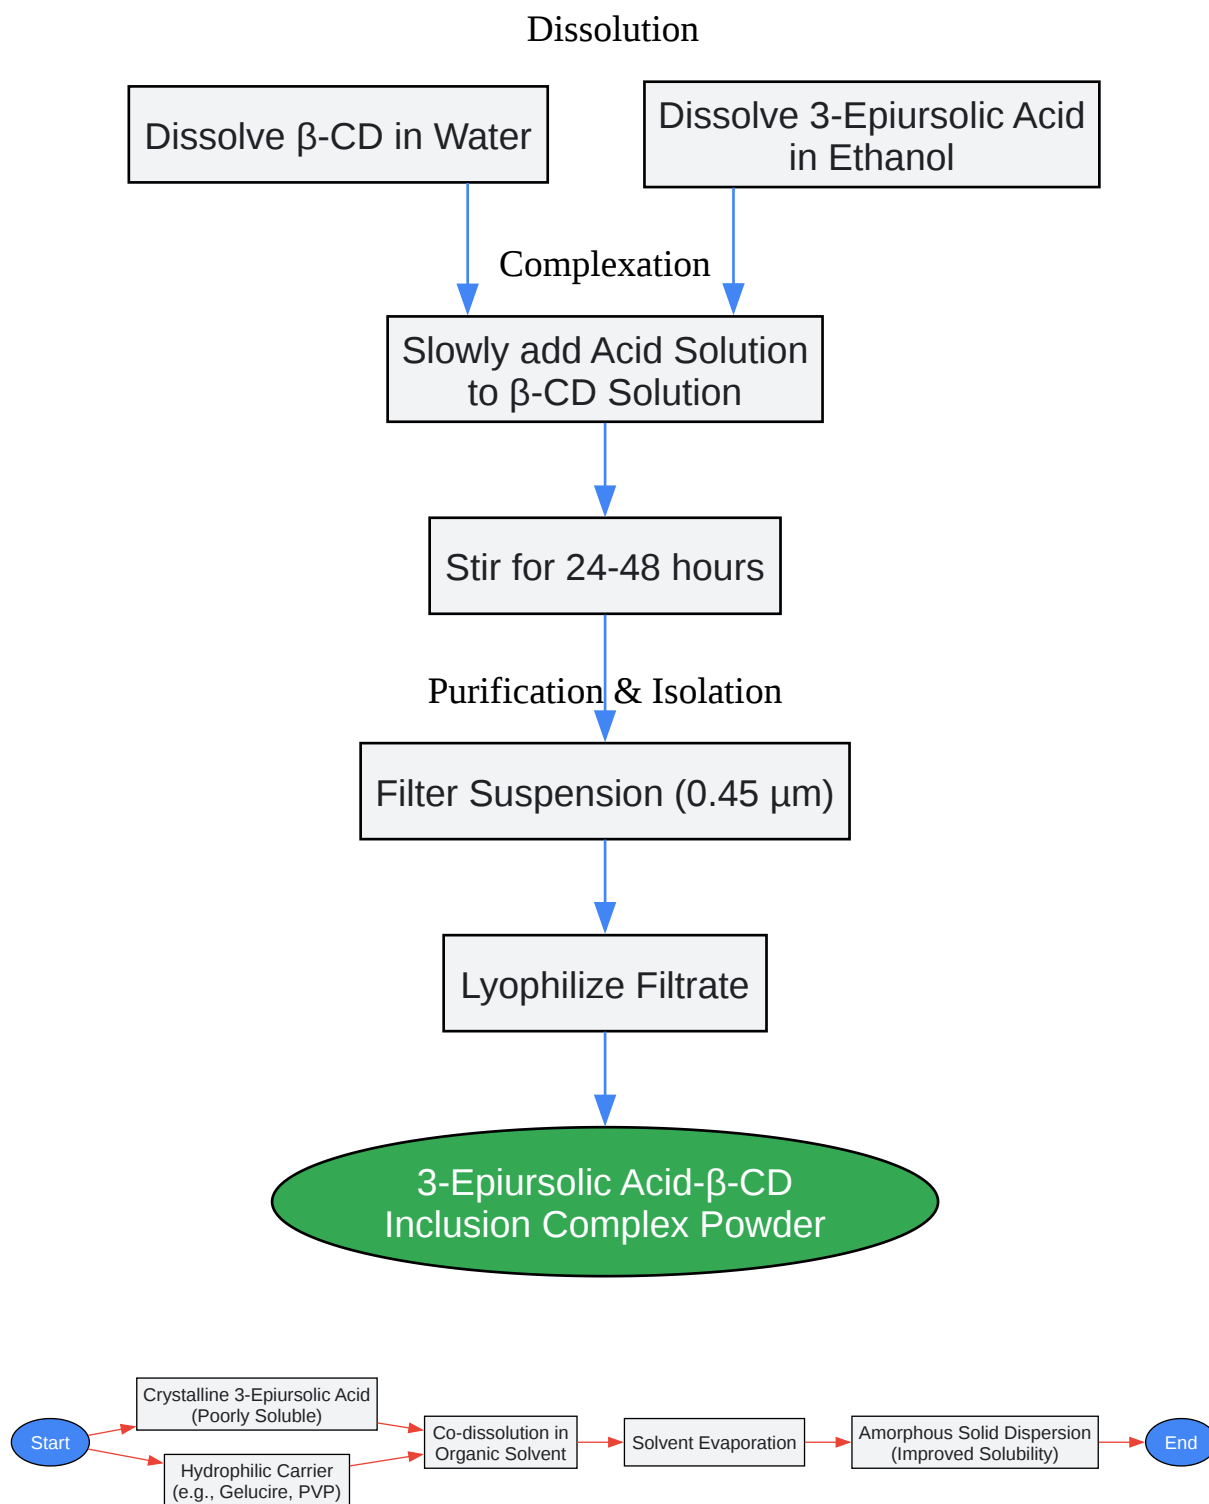 Dissolution
Dissolve β-CD in Water
Dissolve 3-Epiursolic Acid
in Ethanol
Complexation
Slowly add Acid Solution
to β-CD Solution
Stir for 24-48 hours
Purification & Isolation
Filter Suspension (0.45 µm)
Lyophilize Filtrate
3-Epiursolic Acid-β-CD
Inclusion Complex Powder
Start
Crystalline 3-Epiursolic Acid
(Poorly Soluble)
Hydrophilic Carrier
(e.g., Gelucire, PVP)
Co-dissolution in
Organic Solvent
Solvent Evaporation
Amorphous Solid Dispersion
(Improved Solubility)
End